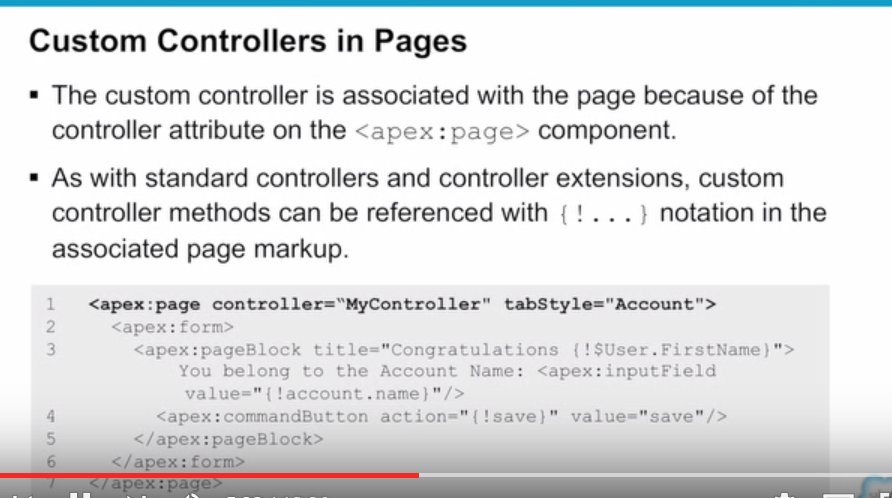 Custom Controllers in Pages
▪ The custom controller is associated with the page because of the
controller attribute on the <apex:page> component.
▪ As with standard controllers and controller extensions, custom
controller methods can be referenced with {!...} notation in the
associated page markup.
1 <apex:page controller=“MyController" tabStyle="Account">
2 <apex:form>
3 <apex:pageBlock title="Congratulations {!$User.FirstName}">
You belong to the Account Name: <apex:inputField
value="{!account.name}"/>
4 <apex:commandButton action="{!save}" value="save"/>
5 </apex:pageBlock>
6 </apex:form>
7 </apex:page>